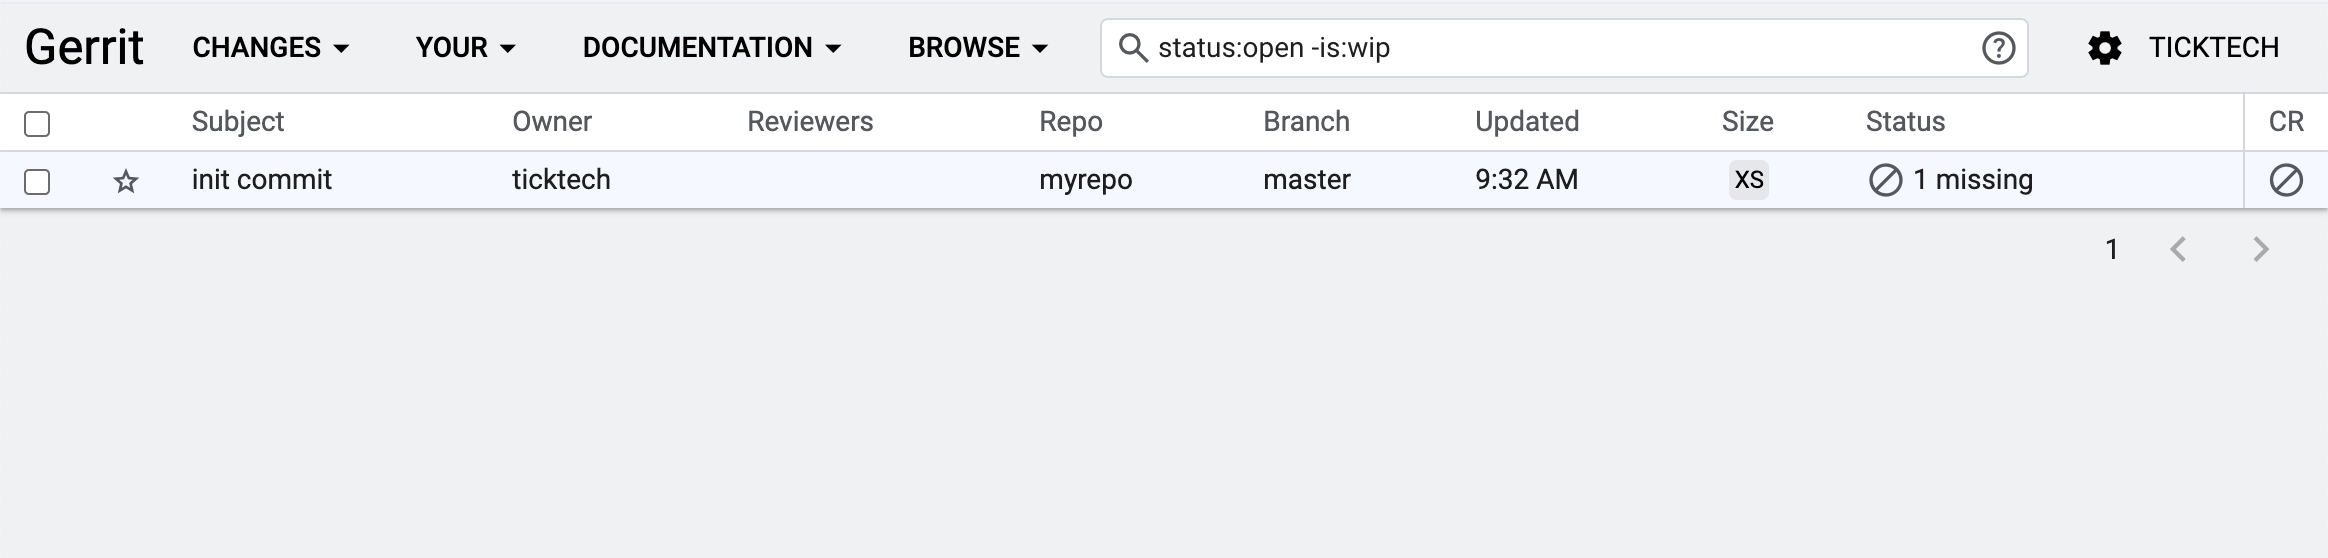 Gerrit CHANGES YOUR DOCUMENTATION BROWSE status:open -is:wip TICKTECH
Subject Owner Reviewers Repo Branch Updated Size Status CR
init commit ticktech myrepo master 9:32 AM XS 1 missing
1